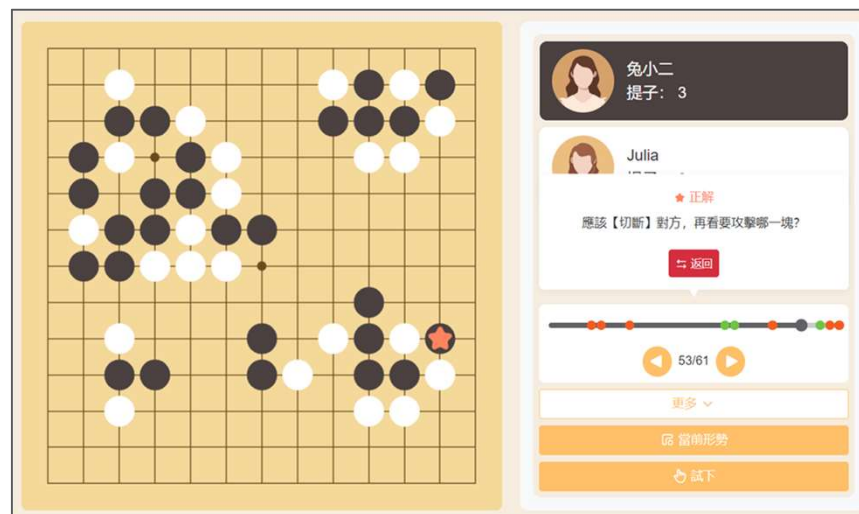 兔小二
提子： 3
Julia
正解
應該【切斷】對方，再看要攻擊哪一塊？
返回
53/61
更多
當前形勢
試下